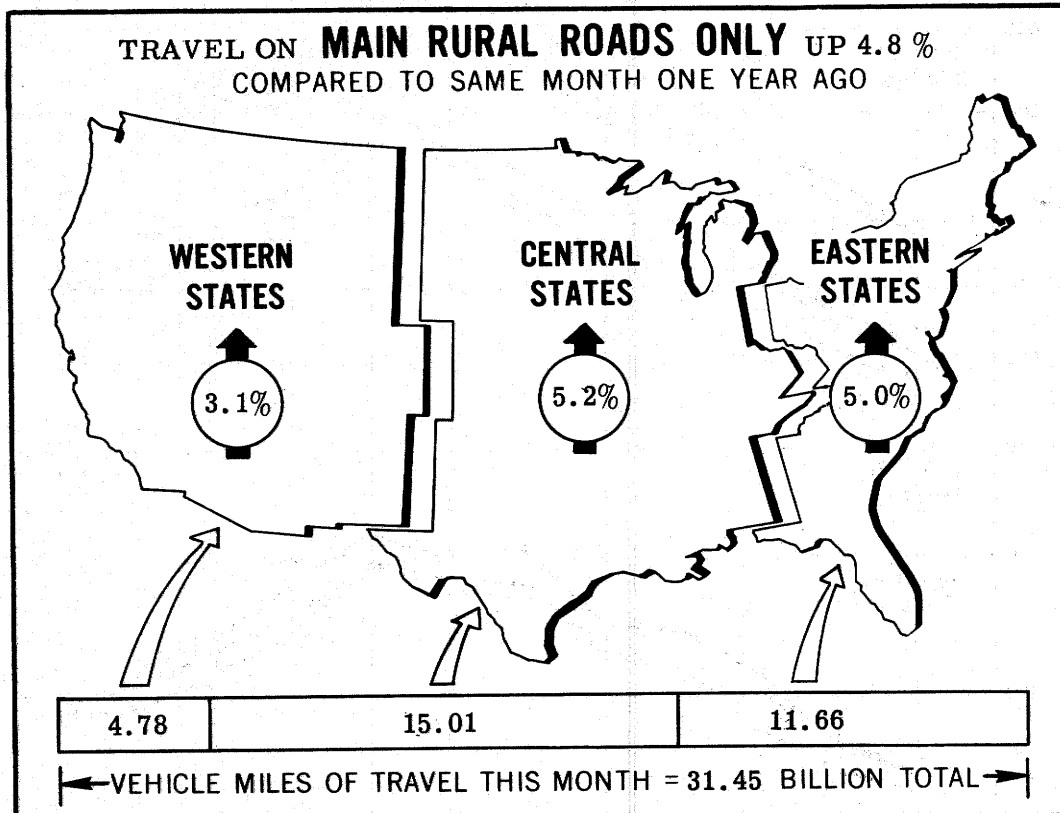 TRAVEL ON MAIN RURAL ROADS ONLY UP 4.8 %
COMPARED TO SAME MONTH ONE YEAR AGO
WESTERN
STATES
3.1%
CENTRAL
STATES
5.2%
EASTERN
STATES
5.0%
4.78 15.01 11.66
VEHICLE MILES OF TRAVEL THIS MONTH = 31.45 BILLION TOTAL